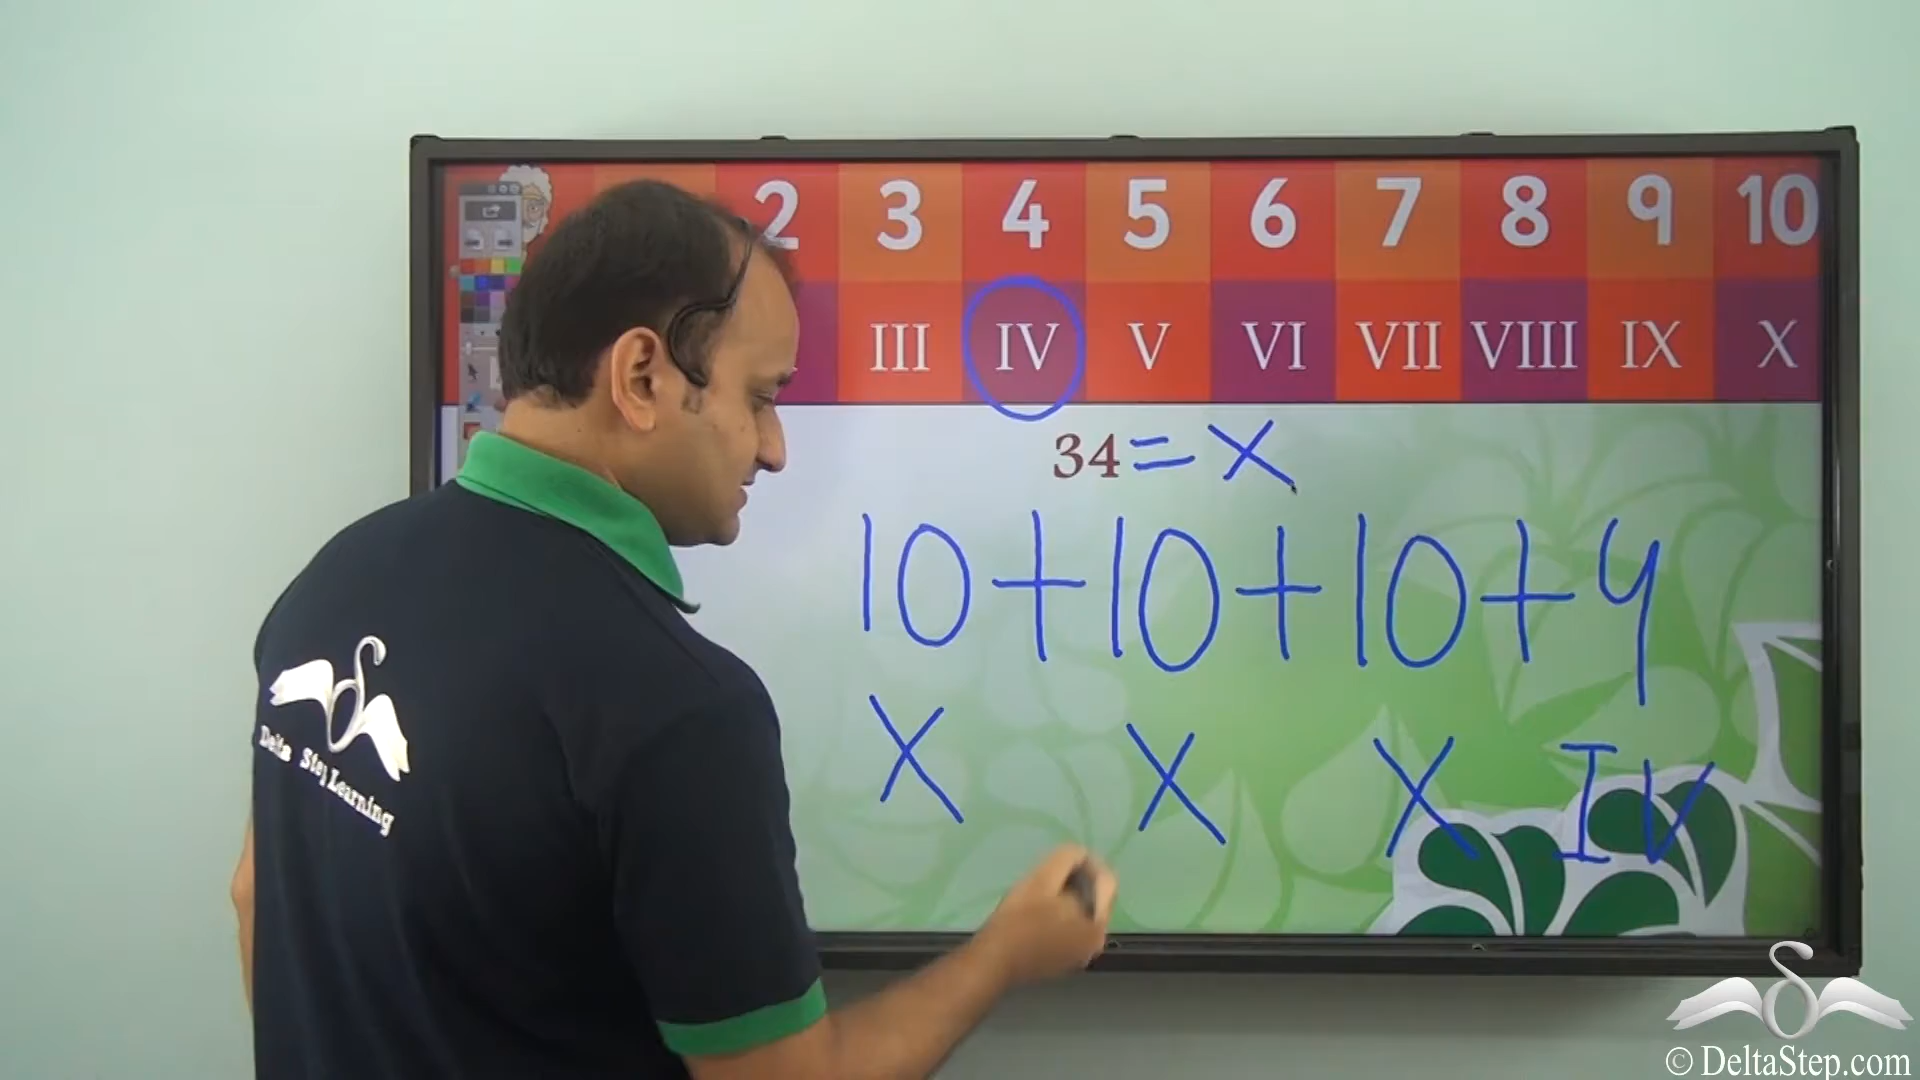 2 3 4 5 6 7 8 9 10
III IV V VI VII VIII IX X
34 = X
10 + 10 + 10 + 4
X X X IV
Delta Step Learning
© DeltaStep.com